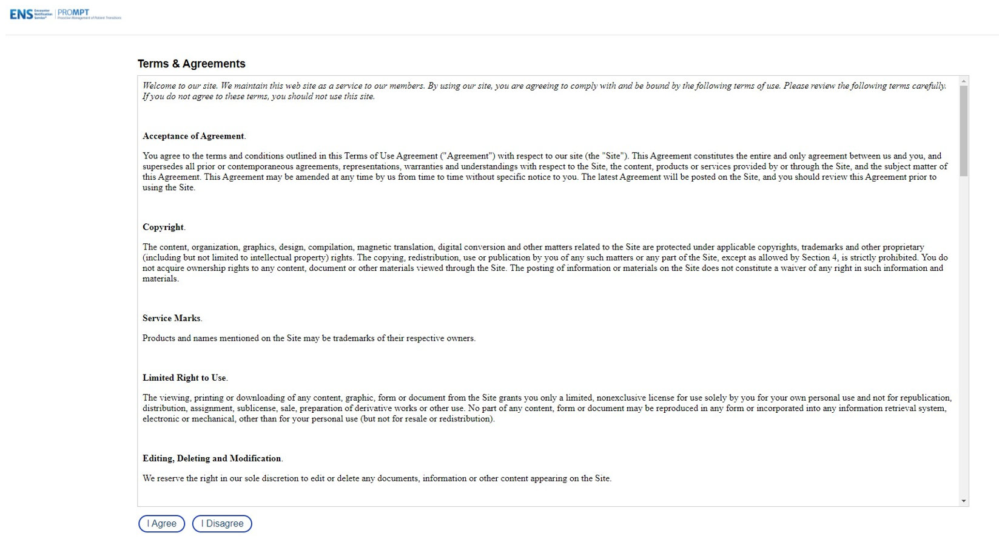 ENS Encounter Notification Service® PROMPT
Proactive Management of Patient Transitions
Terms & Agreements
Welcome to our site. We maintain this web site as a service to our members. By using our site, you are agreeing to comply with and be bound by the following terms of use. Please review the following terms carefully.
If you do not agree to these terms, you should not use this site.
Acceptance of Agreement.
You agree to the terms and conditions outlined in this Terms of Use Agreement ("Agreement") with respect to our site (the "Site"). This Agreement constitutes the entire and only agreement between us and you, and
supersedes all prior or contemporaneous agreements, representations, warranties and understandings with respect to the Site, the content, products or services provided by or through the Site, and the subject matter of
this Agreement. This Agreement may be amended at any time by us from time to time without specific notice to you. The latest Agreement will be posted on the Site, and you should review this Agreement prior to
using the Site.
Copyright.
The content, organization, graphics, design, compilation, magnetic translation, digital conversion and other matters related to the Site are protected under applicable copyrights, trademarks and other proprietary
(including but not limited to intellectual property) rights. The copying, redistribution, use or publication by you of any such matters or any part of the Site, except as allowed by Section 4, is strictly prohibited. You do
not acquire ownership rights to any content, document or other materials viewed through the Site. The posting of information or materials on the Site does not constitute a waiver of any right in such information and
materials.
Service Marks.
Products and names mentioned on the Site may be trademarks of their respective owners.
Limited Right to Use.
The viewing, printing or downloading of any content, graphic, form or document from the Site grants you only a limited, nonexclusive license for use solely by you for your own personal use and not for republication,
distribution, assignment, sublicense, sale, preparation of derivative works or other use. No part of any content, form or document may be reproduced in any form or incorporated into any information retrieval system,
electronic or mechanical, other than for your personal use (but not for resale or redistribution).
Editing, Deleting and Modification.
We reserve the right in our sole discretion to edit or delete any documents, information or other content appearing on the Site.
I Agree I Disagree